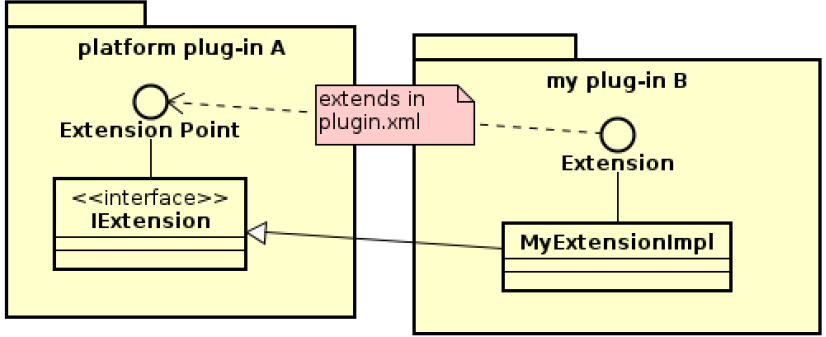 platform plug-in A
Extension Point
<<interface>>
IExtension
extends in
plugin.xml
my plug-in B
Extension
MyExtensionImpl